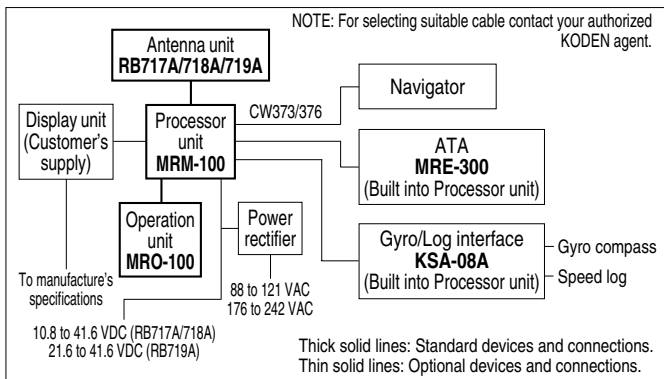 NOTE: For selecting suitable cable contact your authorized
KODEN agent.
Antenna unit
RB717A/718A/719A
CW373/376
Navigator
Display unit
(Customer's
supply)
Processor
unit
MRM-100
ATA
MRE-300
(Built into Processor unit)
Operation
unit
MRO-100
Power
rectifier
Gyro/Log interface
KSA-08A
(Built into Processor unit)
Gyro compass
Speed log
To manufacture's
specifications
88 to 121 VAC
176 to 242 VAC
10.8 to 41.6 VDC (RB717A/718A)
21.6 to 41.6 VDC (RB719A)
Thick solid lines: Standard devices and connections.
Thin solid lines: Optional devices and connections.